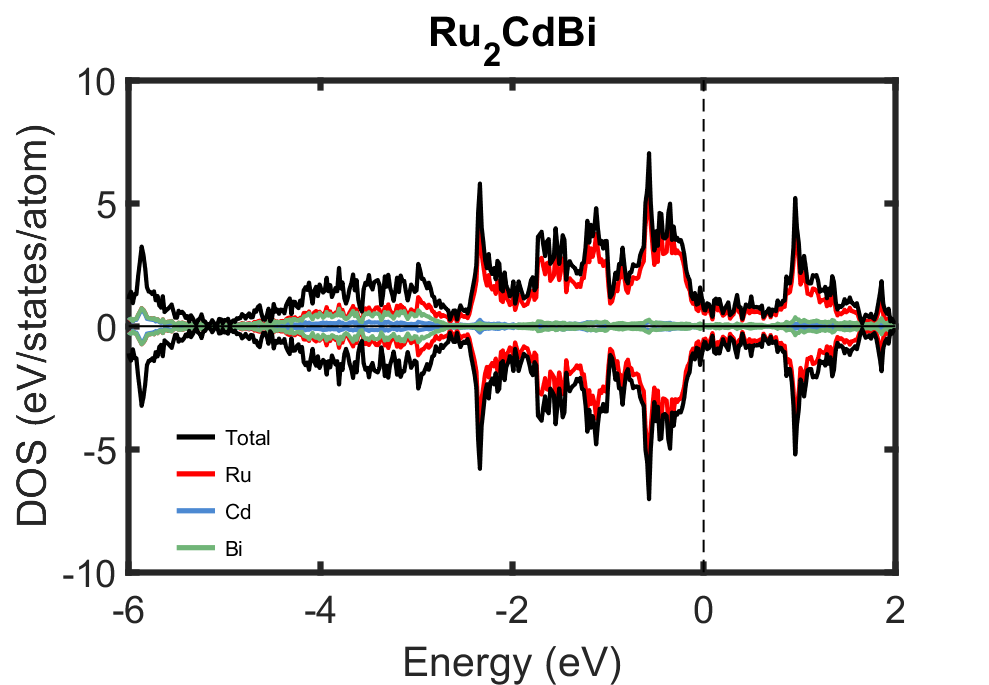 Ru2CdBi
10
5
0
-5
-10
DOS (eV/states/atom)
Total
Ru
Cd
Bi
-6 -4 -2 0 2
Energy (eV)